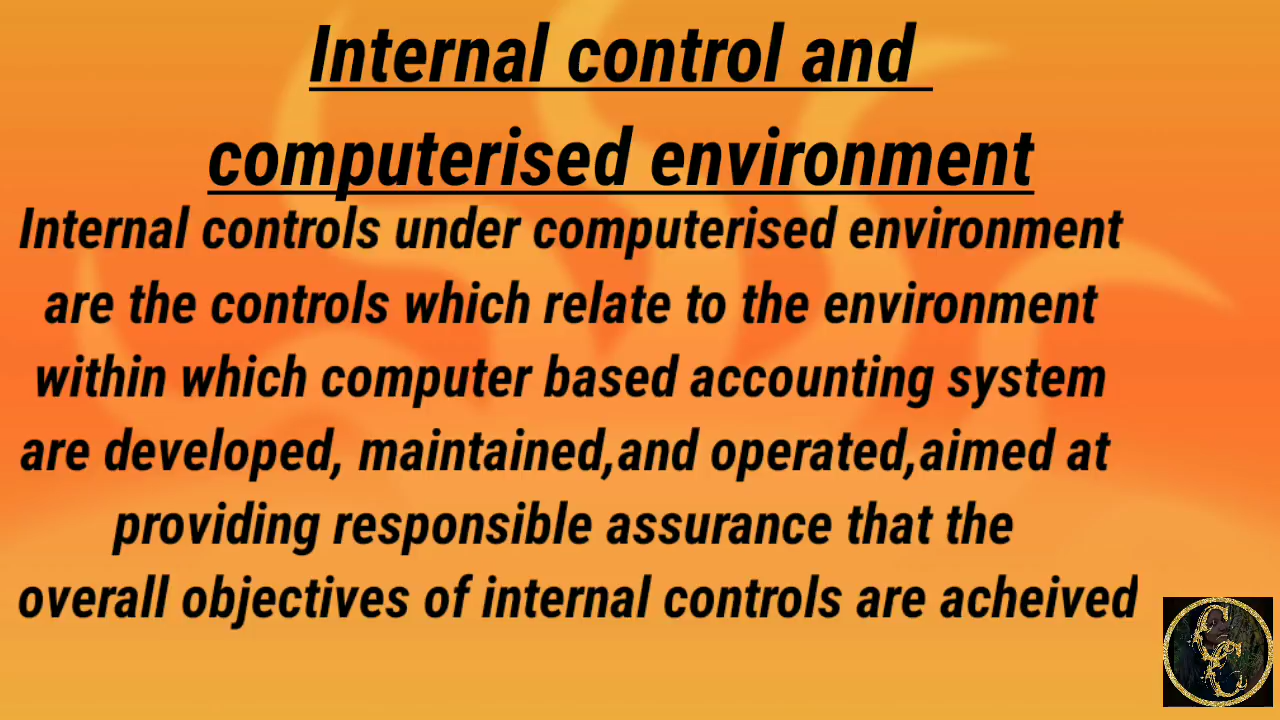 Internal control and
computerised environment
Internal controls under computerised environment
are the controls which relate to the environment
within which computer based accounting system
are developed, maintained,and operated,aimed at
providing responsible assurance that the
overall objectives of internal controls are acheived